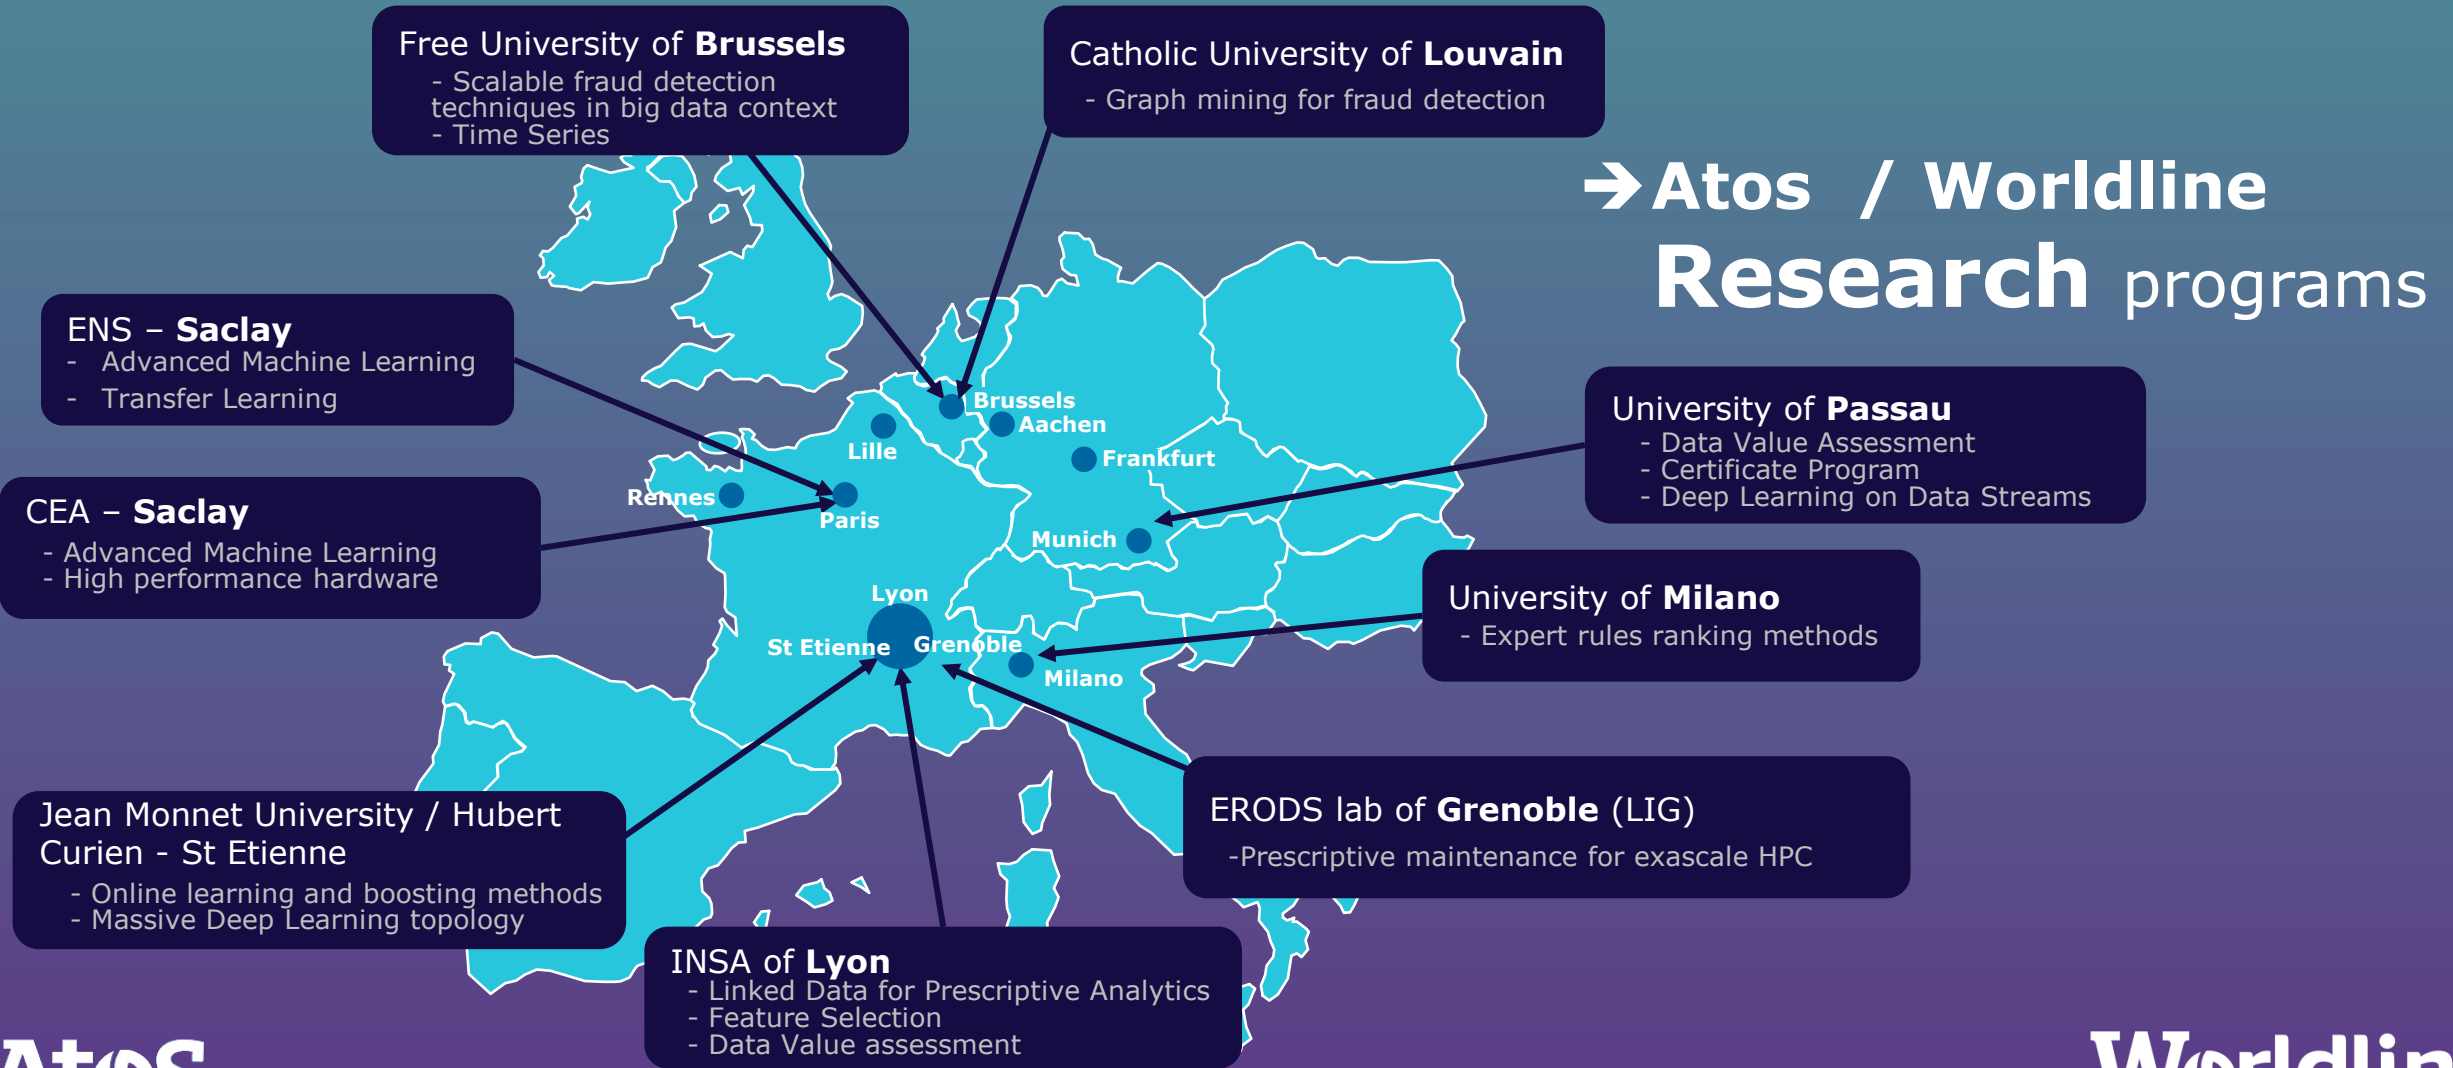 Free University of Brussels
- Scalable fraud detection
techniques in big data context
- Time Series
Catholic University of Louvain
- Graph mining for fraud detection
➔Atos / Worldline
Research programs
ENS – Saclay
- Advanced Machine Learning
- Transfer Learning
CEA – Saclay
- Advanced Machine Learning
- High performance hardware
University of Passau
- Data Value Assessment
- Certificate Program
- Deep Learning on Data Streams
University of Milano
- Expert rules ranking methods
Brussels
Aachen
Lille
Frankfurt
Rennes
Paris
Munich
Lyon
St Etienne
Grenoble
Milano
Jean Monnet University / Hubert
Curien - St Etienne
- Online learning and boosting methods
- Massive Deep Learning topology
ERODS lab of Grenoble (LIG)
-Prescriptive maintenance for exascale HPC
INSA of Lyon
- Linked Data for Prescriptive Analytics
- Feature Selection
- Data Value assessment
Atos
Worldlin